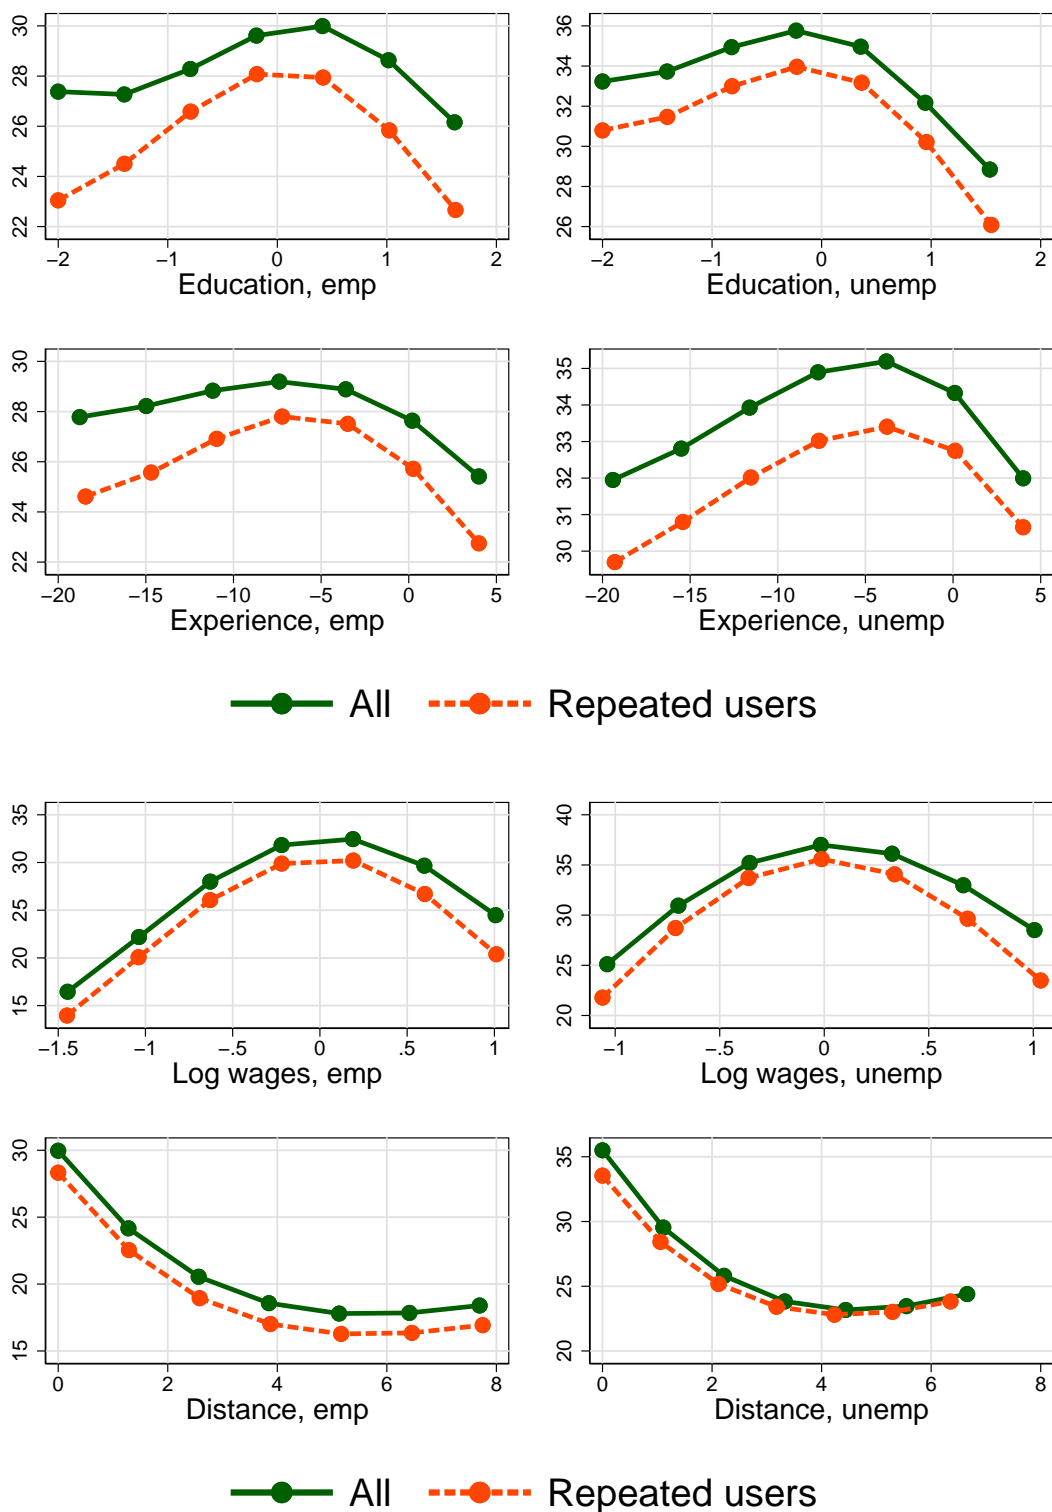 30
28
26
24
22
−2 −1 0 1 2
Education, emp
36
34
32
30
28
26
−2 −1 0 1 2
Education, unemp
30
28
26
24
22
−20 −15 −10 −5 0 5
Experience, emp
35
34
33
32
31
30
−20 −15 −10 −5 0 5
Experience, unemp
All Repeated users
35
30
25
20
15
−1.5 −1 −.5 0 .5 1
Log wages, emp
40
35
30
25
20
−1 −.5 0 .5 1
Log wages, unemp
30
25
20
15
0 2 4 6 8
Distance, emp
35
30
25
20
0 2 4 6 8
Distance, unemp
All Repeated users